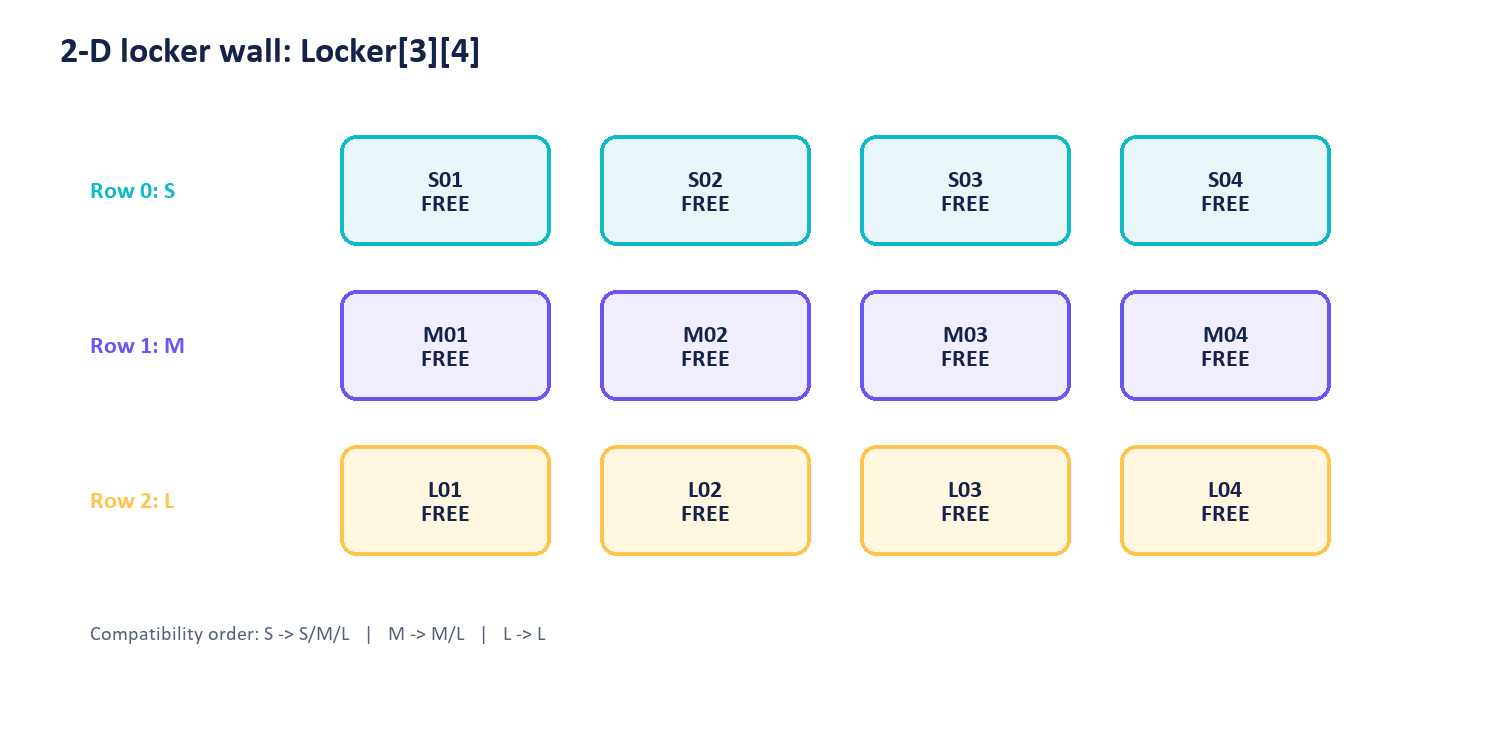 2-D locker wall: Locker[3][4]
Row 0: S
S01
FREE
S02
FREE
S03
FREE
S04
FREE
Row 1: M
M01
FREE
M02
FREE
M03
FREE
M04
FREE
Row 2: L
L01
FREE
L02
FREE
L03
FREE
L04
FREE
Compatibility order: S -> S/M/L | M -> M/L | L -> L